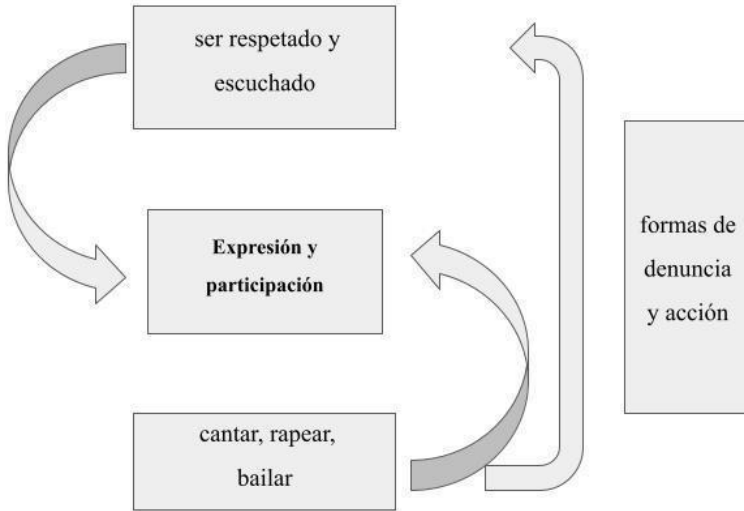 ser respetado y
escuchado
Expresión y
participación
formas de
denuncia
y acción
cantar, rapear,
bailar